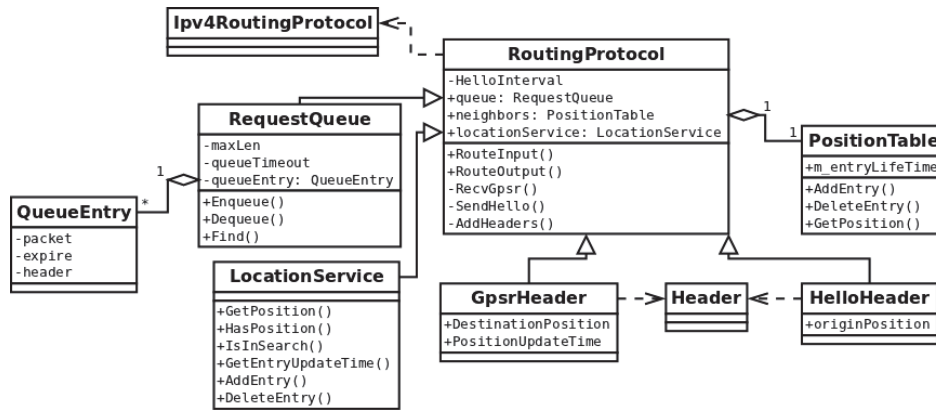 Ipv4RoutingProtocol
RoutingProtocol
-HelloInterval
+queue: RequestQueue
+neighbors: PositionTable
+locationService: LocationService
+RouteInput()
+RouteOutput()
-RecvGpsr()
-SendHello()
-AddHeaders()
RequestQueue
-maxLen
-queueTimeout
-queueEntry: QueueEntry
+Enqueue()
+Dequeue()
+Find()
1
*
QueueEntry
-packet
-expire
-header
1
1
PositionTable
+m_entryLifeTime
+AddEntry()
+DeleteEntry()
+GetPosition()
LocationService
+GetPosition()
+HasPosition()
+IsInSearch()
+GetEntryUpdateTime()
+AddEntry()
+DeleteEntry()
GpsrHeader
+DestinationPosition
+PositionUpdateTime
Header
HelloHeader
+originPosition